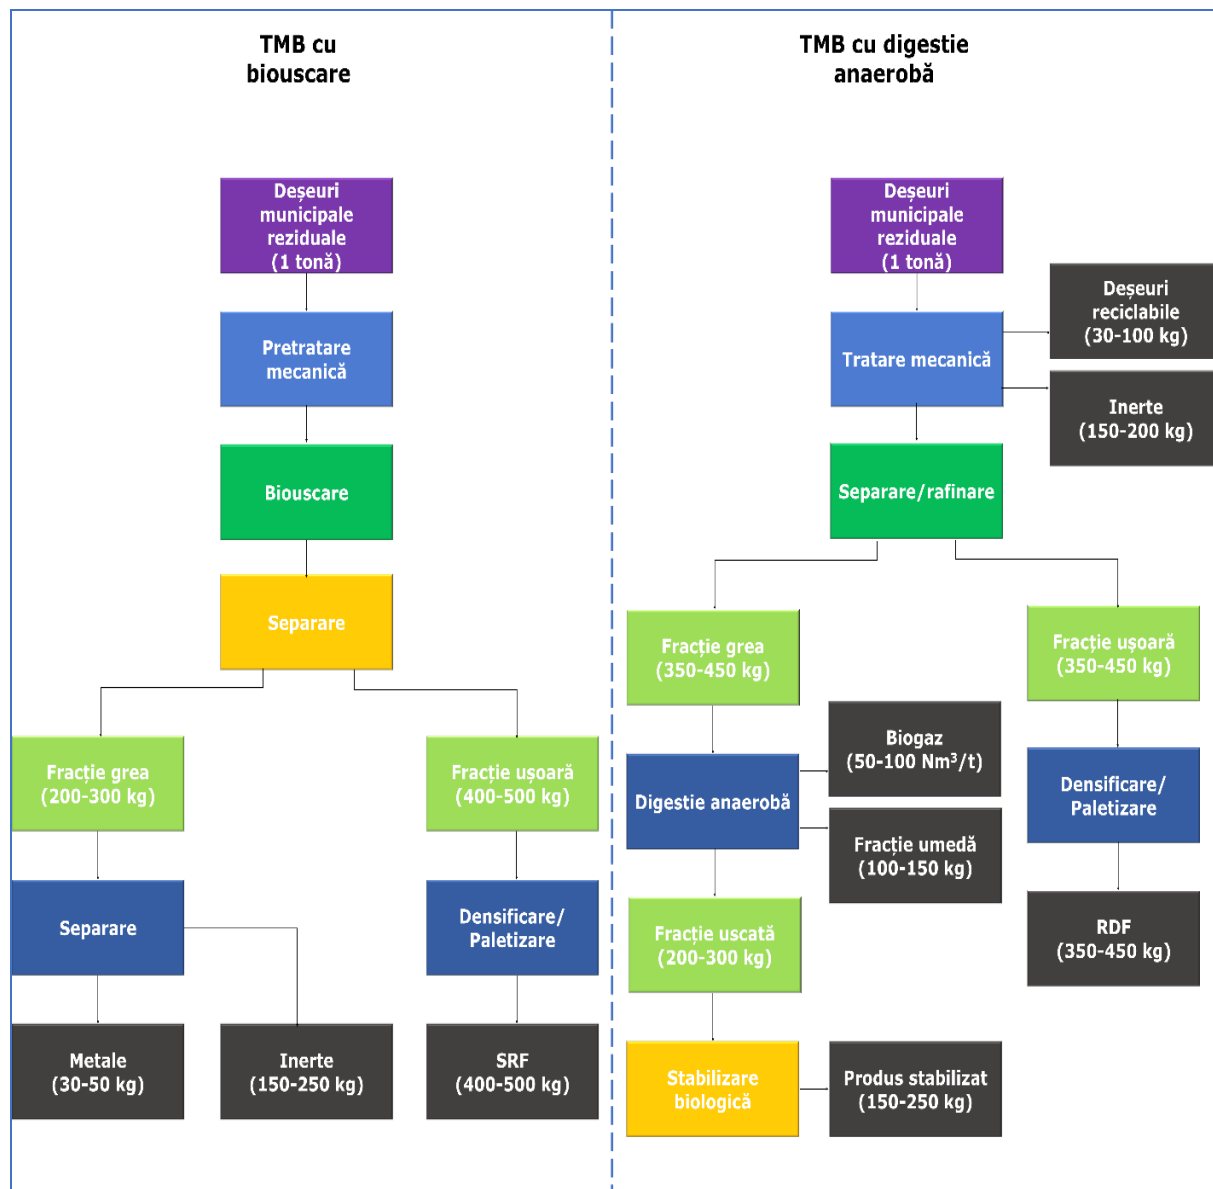 TMB cu
biouscare
Deșeuri
municipale
reziduale
(1 tonă)
Pretratare
mecanică
Biouscare
Separare
Fracție grea
(200-300 kg)
Fracție ușoară
(400-500 kg)
Separare
Densificare/
Paletizare
Metale
(30-50 kg)
Inerte
(150-250 kg)
SRF
(400-500 kg)
TMB cu digestie
anaerobă
Deșeuri
municipale
reziduale
(1 tonă)
Deșeuri
reciclabile
(30-100 kg)
Tratare mecanică
Inerte
(150-200 kg)
Separare/rafinare
Fracție grea
(350-450 kg)
Fracție ușoară
(350-450 kg)
Biogaz
(50-100 Nm³/t)
Digestie anaerobă
Densificare/
Paletizare
Fracție umedă
(100-150 kg)
Fracție uscată
(200-300 kg)
RDF
(350-450 kg)
Stabilizare
biologică
Produs stabilizat
(150-250 kg)